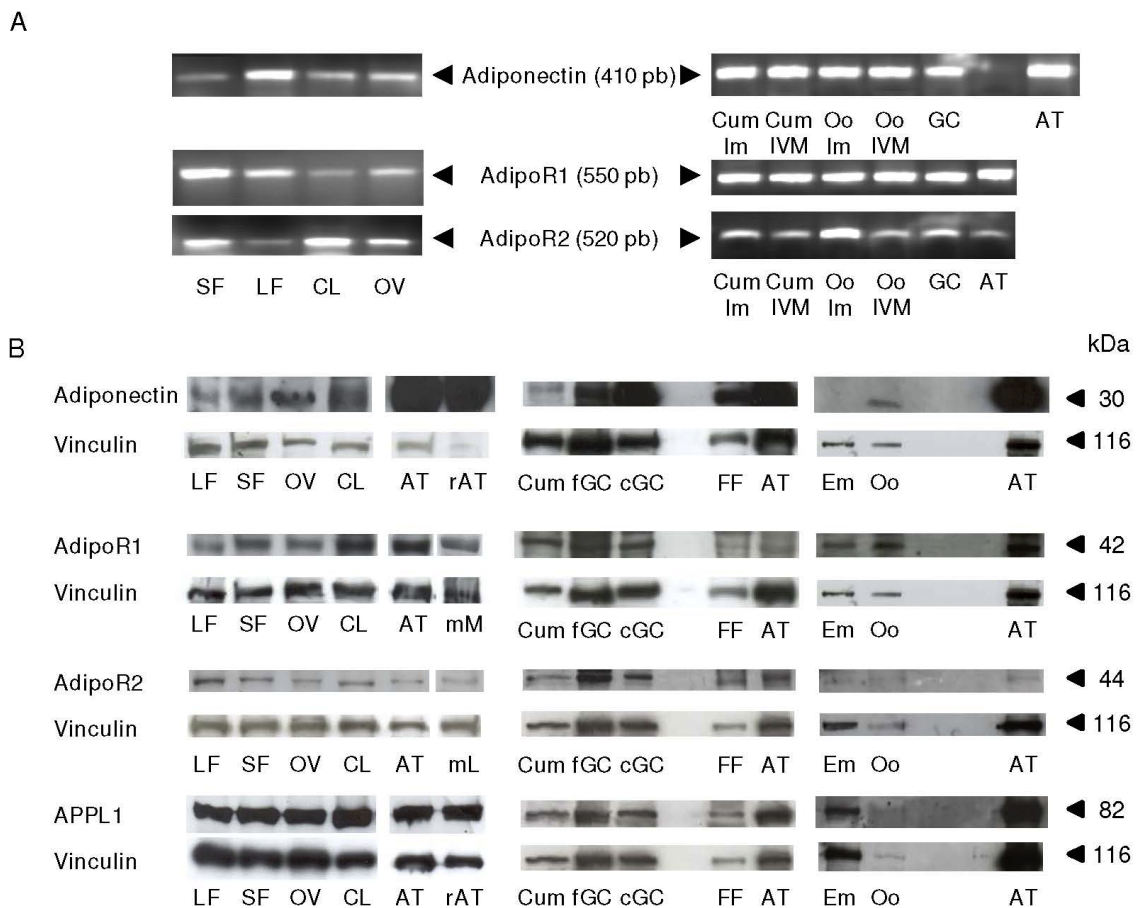 A
Adiponectin (410 pb)
Cum Im Cum IVM Oo Im Oo IVM GC AT
AdipoR1 (550 pb)
AdipoR2 (520 pb)
SF LF CL OV
Cum Im Cum IVM Oo Im Oo IVM GC AT
B
kDa
Adiponectin 30
Vinculin 116
LF SF OV CL AT rAT Cum fGC cGC FF AT Em Oo AT
AdipoR1 42
Vinculin 116
LF SF OV CL AT mM Cum fGC cGC FF AT Em Oo AT
AdipoR2 44
Vinculin 116
LF SF OV CL AT mL Cum fGC cGC FF AT Em Oo AT
APPL1 82
Vinculin 116
LF SF OV CL AT rAT Cum fGC cGC FF AT Em Oo AT